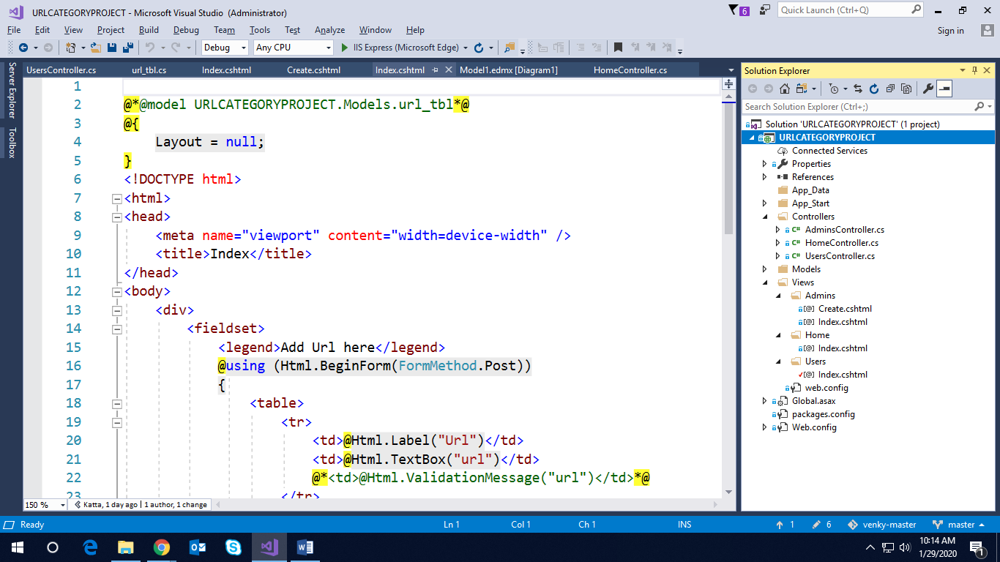 URLCATEGORYPROJECT - Microsoft Visual Studio (Administrator)
6
Quick Launch (Ctrl+Q)
File Edit View Project Build Debug Team Tools Test Analyze Window Help
Sign in
Debug Any CPU IIS Express (Microsoft Edge)
Server Explorer
Toolbox
UsersController.cs url_tbl.cs Index.cshtml Create.cshtml Index.cshtml Model1.edmx [Diagram1] HomeController.cs
1
2 @*@model URLCATEGORYPROJECT.Models.url_tbl*@
3 @{
4 Layout = null;
5 }
6 <!DOCTYPE html>
7 <html>
8 <head>
9 <meta name="viewport" content="width=device-width" />
10 <title>Index</title>
11 </head>
12 <body>
13 <div>
14 <fieldset>
15 <legend>Add Url here</legend>
16 @using (Html.BeginForm(FormMethod.Post))
17 {
18 <table>
19 <tr>
20 <td>@Html.Label("Url")</td>
21 <td>@Html.TextBox("url")</td>
22 @*<td>@Html.ValidationMessage("url")</td>*@
23 </tr>
150 % Katta, 1 day ago | 1 author, 1 change
Solution Explorer
Search Solution Explorer (Ctrl+;)
Solution 'URLCATEGORYPROJECT' (1 project)
URLCATEGORYPROJECT
Connected Services
Properties
References
App_Data
App_Start
Controllers
C# AdminsController.cs
C# HomeController.cs
C# UsersController.cs
Models
Views
Admins
[@] Create.cshtml
[@] Index.cshtml
Home
[@] Index.cshtml
Users
[@] Index.cshtml
web.config
Global.asax
packages.config
Web.config
Ready Ln 1 Col 1 Ch 1 INS 1 6 venky-master master
10:14 AM
1/29/2020
1